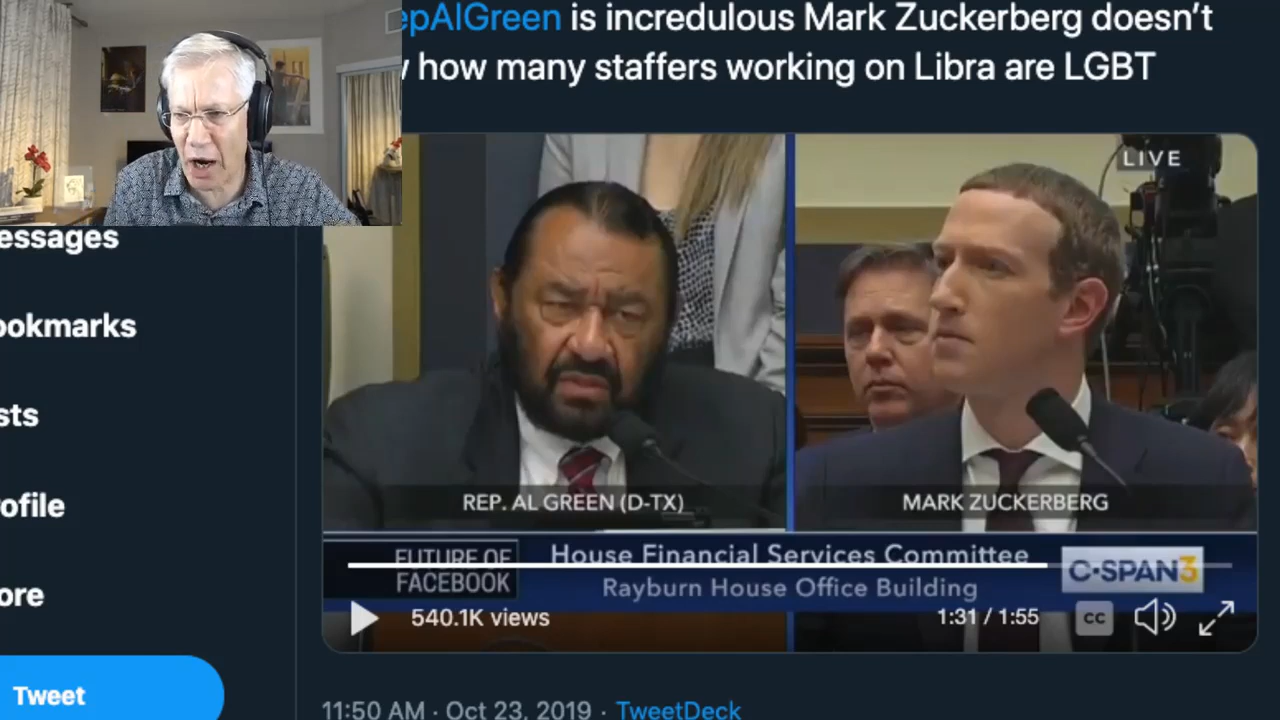 epAlGreen is incredulous Mark Zuckerberg doesn't
how many staffers working on Libra are LGBT
LIVE
essages
ookmarks
sts
ofile
ore
Tweet
REP. AL GREEN (D-TX)
MARK ZUCKERBERG
FUTURE OF
FACEBOOK
House Financial Services Committee
Rayburn House Office Building
C-SPAN3
540.1K views
1:31 / 1:55
CC
11:50 AM · Oct 23, 2019 · TweetDeck